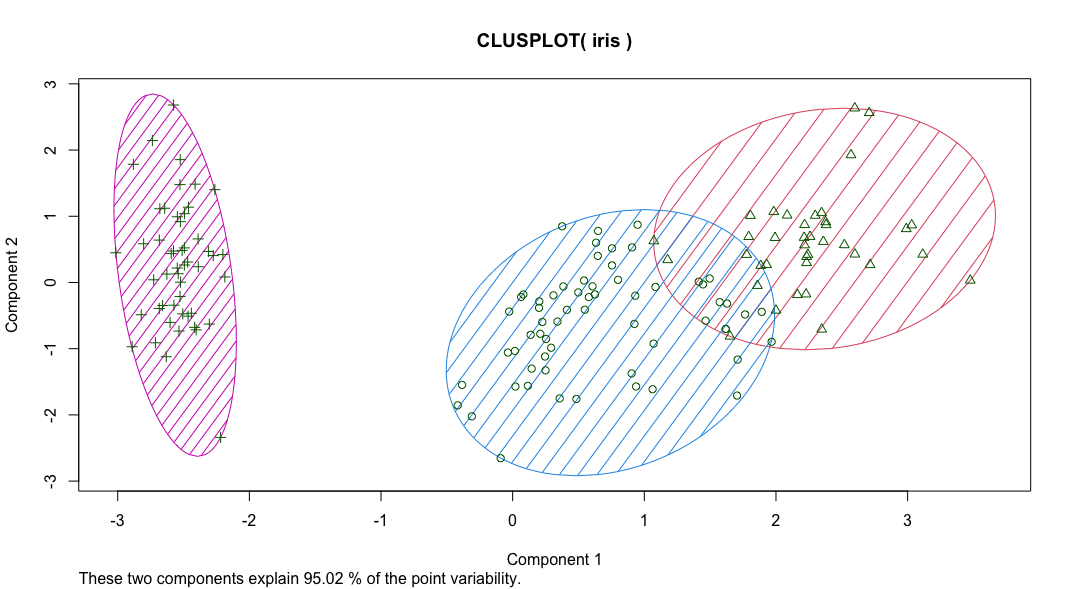 CLUSPLOT( iris )
3
2
1
0
-1
-2
-3
Component 2
-3 -2 -1 0 1 2 3
Component 1
These two components explain 95.02 % of the point variability.